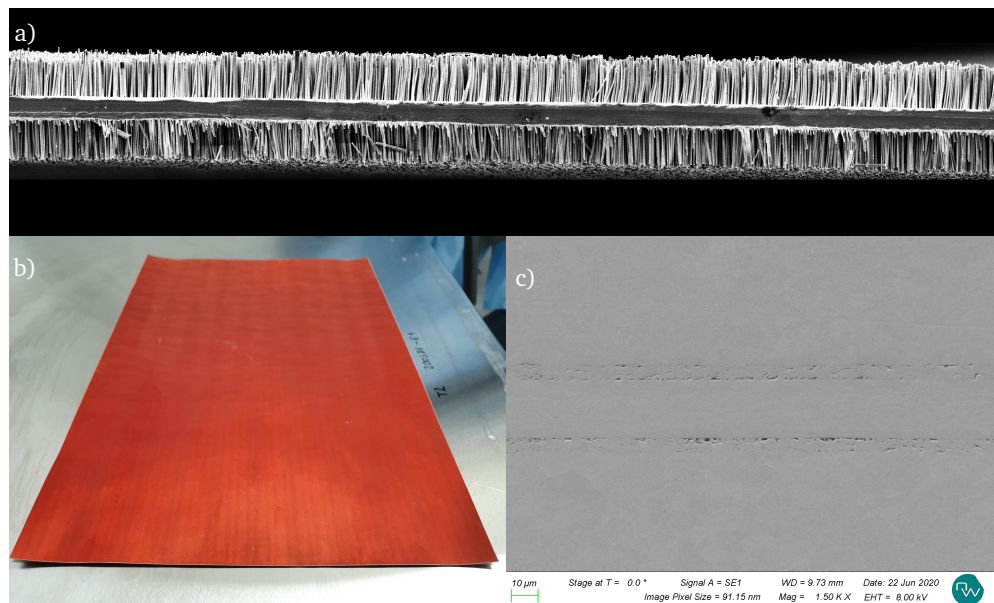 a)
b)
c)
10 µm
Stage at T = 0.0 °
Signal A = SE1
WD = 9.73 mm
Date: 22 Jun 2020
Image Pixel Size = 91.15 nm
Mag = 1.50 K X
EHT = 8.00 kV